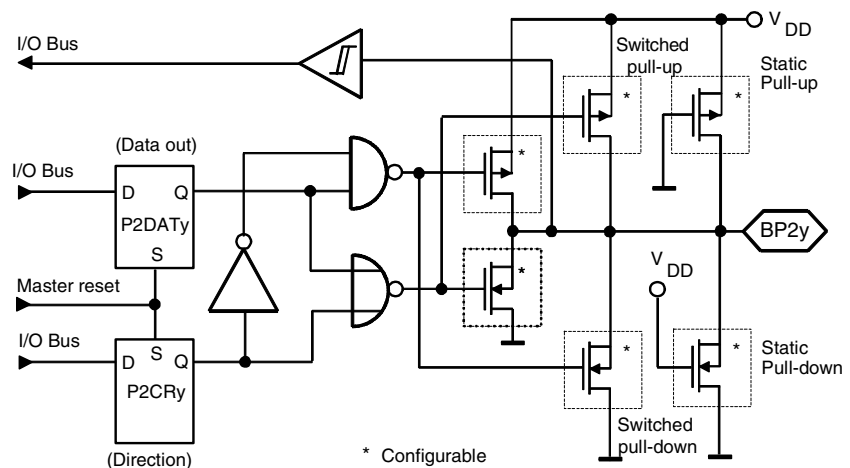 I/O Bus
V
DD
Switched
pull-up
Static
Pull-up
*
*
(Data out)
I/O Bus
D
Q
P2DATy
S
*
BP2y
Master reset
*
V
DD
I/O Bus
D
S
Q
P2CRy
*
*
Static
Pull-down
Switched
pull-down
(Direction)
* Configurable